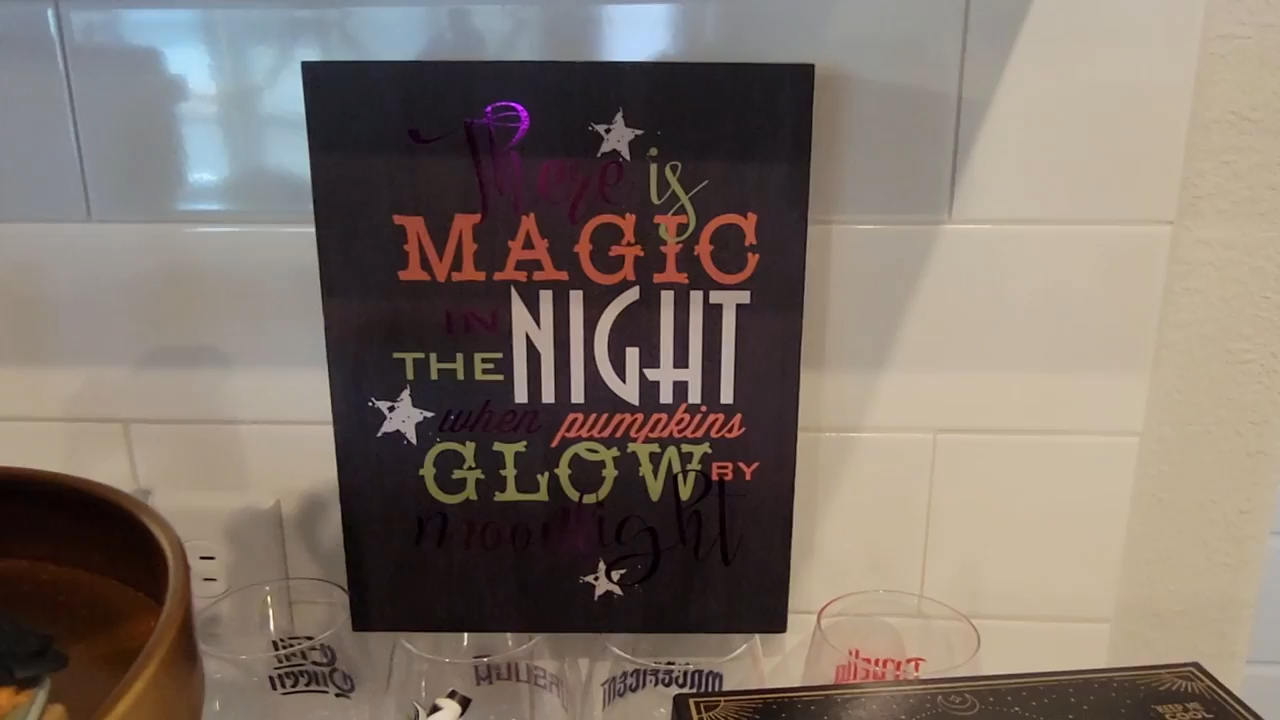 There is
MAGIC
IN
THE NIGHT
when pumpkins
GLOW BY
moonlight